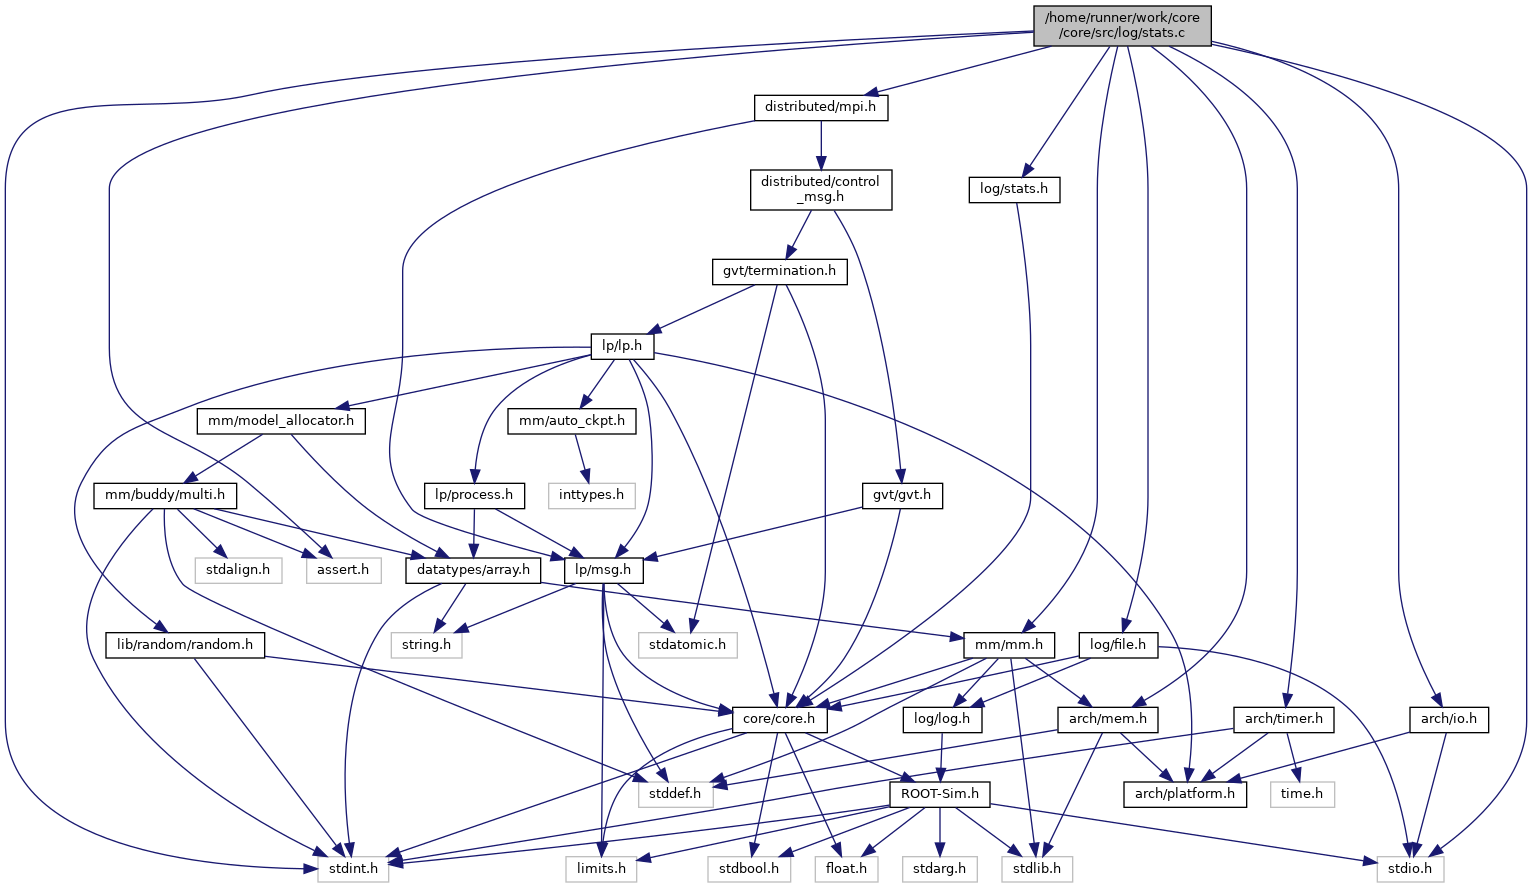 /home/runner/work/core
/core/src/log/stats.c
distributed/mpi.h
distributed/control
_msg.h
log/stats.h
gvt/termination.h
lp/lp.h
mm/model_allocator.h
mm/auto_ckpt.h
mm/buddy/multi.h
lp/process.h
inttypes.h
gvt/gvt.h
stdalign.h
assert.h
datatypes/array.h
lp/msg.h
lib/random/random.h
string.h
stdatomic.h
mm/mm.h
log/file.h
core/core.h
log/log.h
arch/mem.h
arch/timer.h
arch/io.h
stddef.h
ROOT-Sim.h
arch/platform.h
time.h
stdint.h
limits.h
stdbool.h
float.h
stdarg.h
stdlib.h
stdio.h